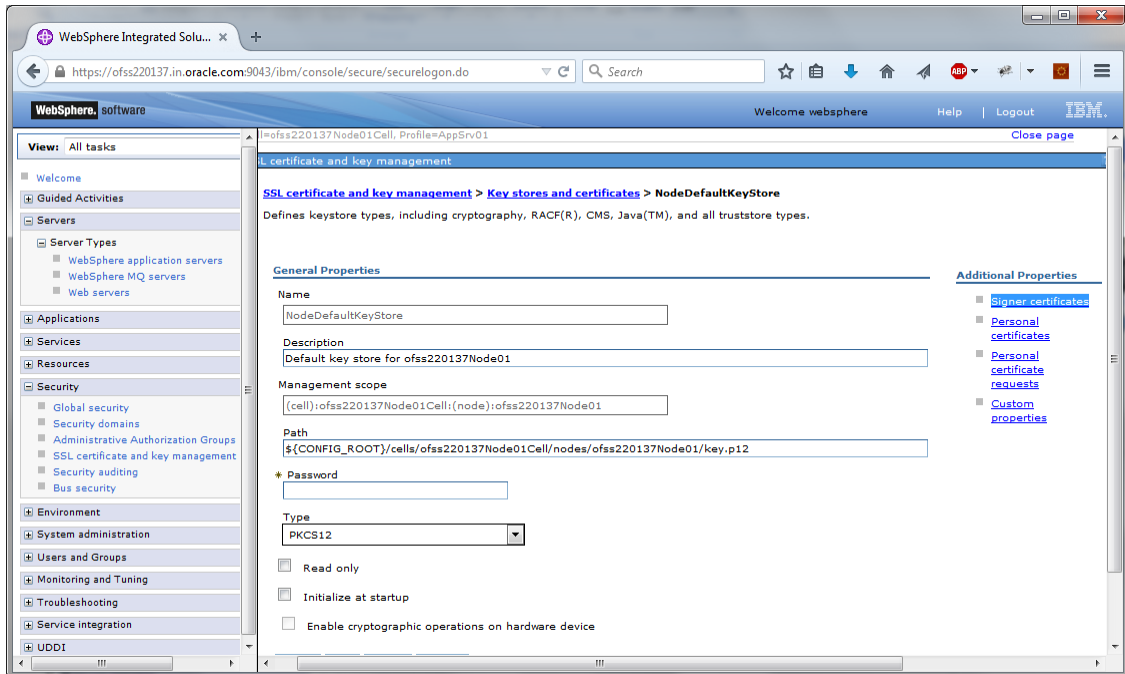 WebSphere Integrated Solu... ×
https://ofss220137.in.oracle.com:9043/ibm/console/secure/securelogon.do
Search
ABP
WebSphere. software
Welcome websphere
Help | Logout
IBM.
View: All tasks
Welcome
Guided Activities
Servers
Server Types
WebSphere application servers
WebSphere MQ servers
Web servers
Applications
Services
Resources
Security
Global security
Security domains
Administrative Authorization Groups
SSL certificate and key management
Security auditing
Bus security
Environment
System administration
Users and Groups
Monitoring and Tuning
Troubleshooting
Service integration
UDDI
l=ofss220137Node01Cell, Profile=AppSrv01
Close page
SL certificate and key management
SSL certificate and key management > Key stores and certificates > NodeDefaultKeyStore
Defines keystore types, including cryptography, RACF(R), CMS, Java(TM), and all truststore types.
General Properties
Name
NodeDefaultKeyStore
Description
Default key store for ofss220137Node01
Management scope
(cell):ofss220137Node01Cell:(node):ofss220137Node01
Path
${CONFIG_ROOT}/cells/ofss220137Node01Cell/nodes/ofss220137Node01/key.p12
* Password
Type
PKCS12
Read only
Initialize at startup
Enable cryptographic operations on hardware device
Additional Properties
Signer certificates
Personal
certificates
Personal
certificate
requests
Custom
properties